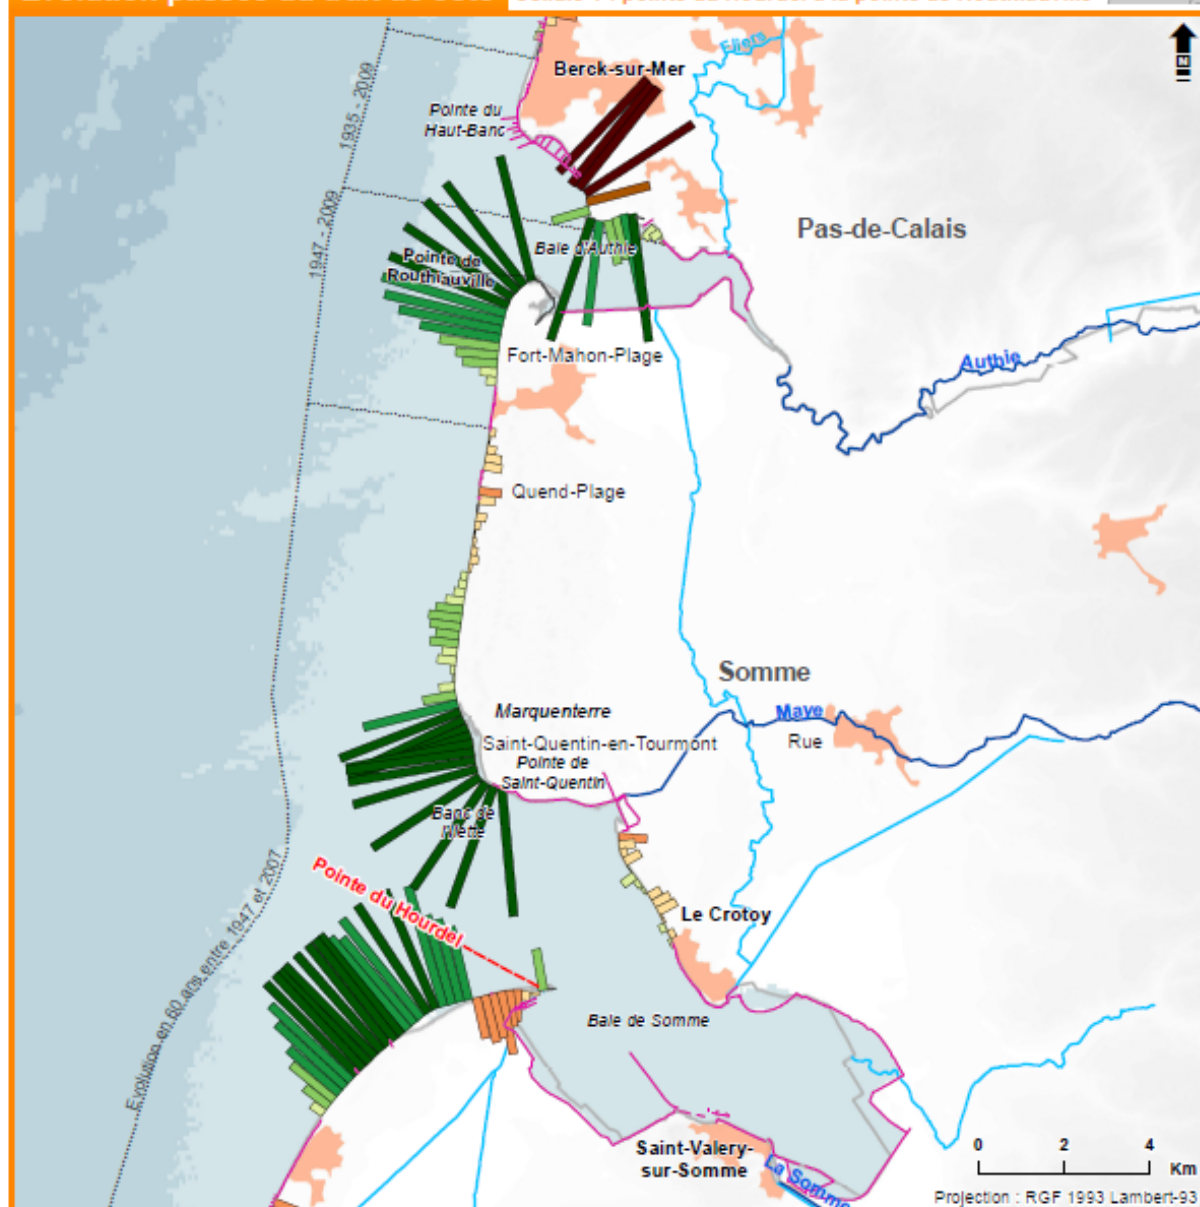 Berck-sur-Mer
Fliers
Pointe du
Haut-Banc
N
1935 - 2009
1947 - 2009
Pas-de-Calais
Baie d'Authie
Pointe de
Routhiauville
Fort-Mahon-Plage
Authie
Quend-Plage
Somme
Marquenterre
Maye
Saint-Quentin-en-Tourmont
Rue
Pointe de
Saint-Quentin
Banc de
l'Ilette
Pointe du Hourdel
Evolution en 60 ans entre 1947 et 2007
Le Crotoy
Baie de Somme
Saint-Valery-
sur-Somme
La Somme
0 2 4
Km
Projection : RGF 1993 Lambert-93